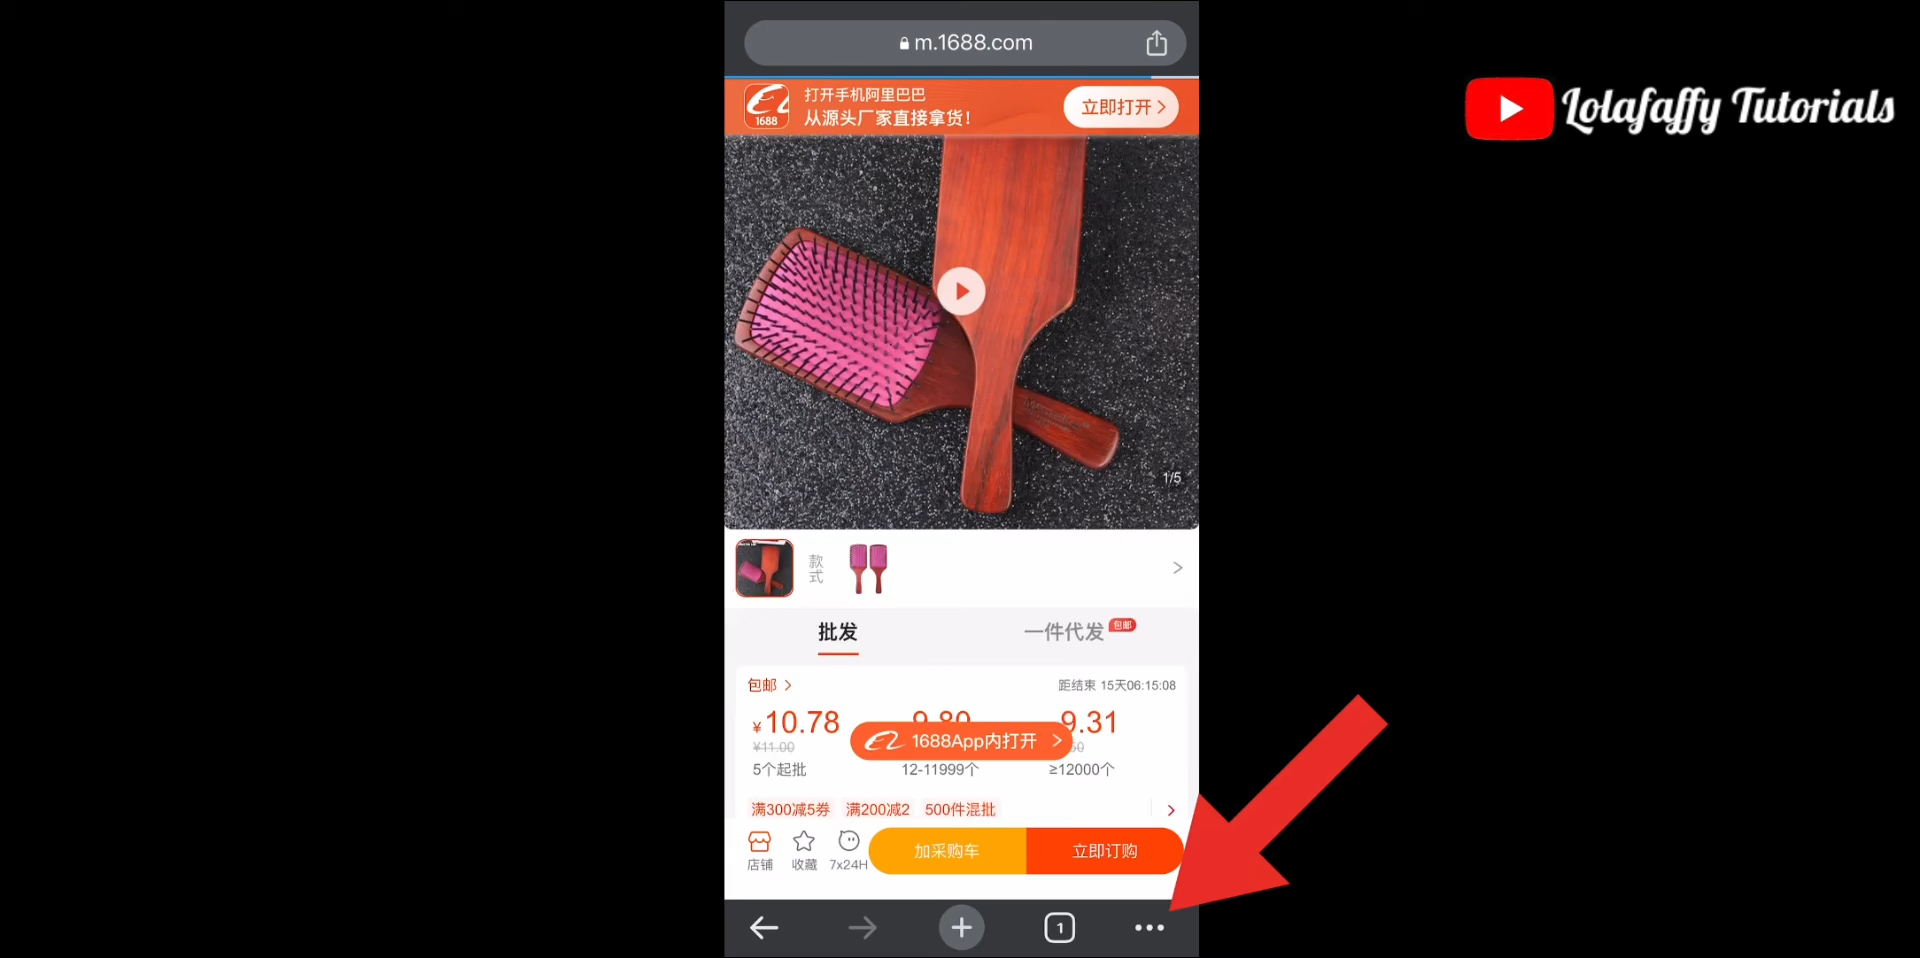 m.1688.com
Lolafaffy Tutorials
1688
打开手机阿里巴巴
从源头厂家直接拿货!
立即打开
1/5
款式
批发
一件代发
包邮
包邮
距结束 15天06:15:08
¥10.78
9.80
9.31
¥11.00
1688App内打开
5个起批
12-11999个
≥12000个
满300减5券
满200减2
500件混批
店铺
收藏
7x24H
加采购车
立即订购
1